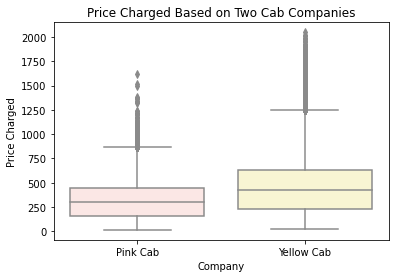 Price Charged Based on Two Cab Companies
2000
1750
1500
1250
1000
750
500
250
0
Price Charged
Pink Cab
Yellow Cab
Company